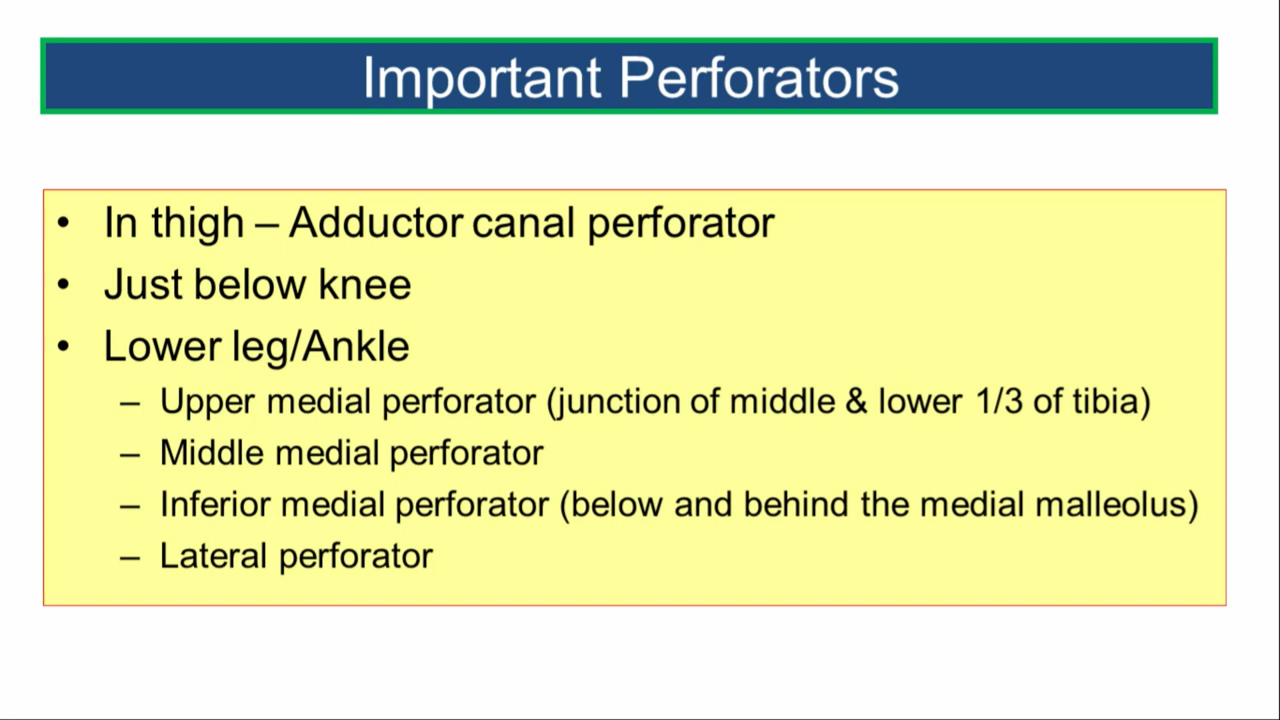 Important Perforators
• In thigh – Adductor canal perforator
• Just below knee
• Lower leg/Ankle
– Upper medial perforator (junction of middle & lower 1/3 of tibia)
– Middle medial perforator
– Inferior medial perforator (below and behind the medial malleolus)
– Lateral perforator